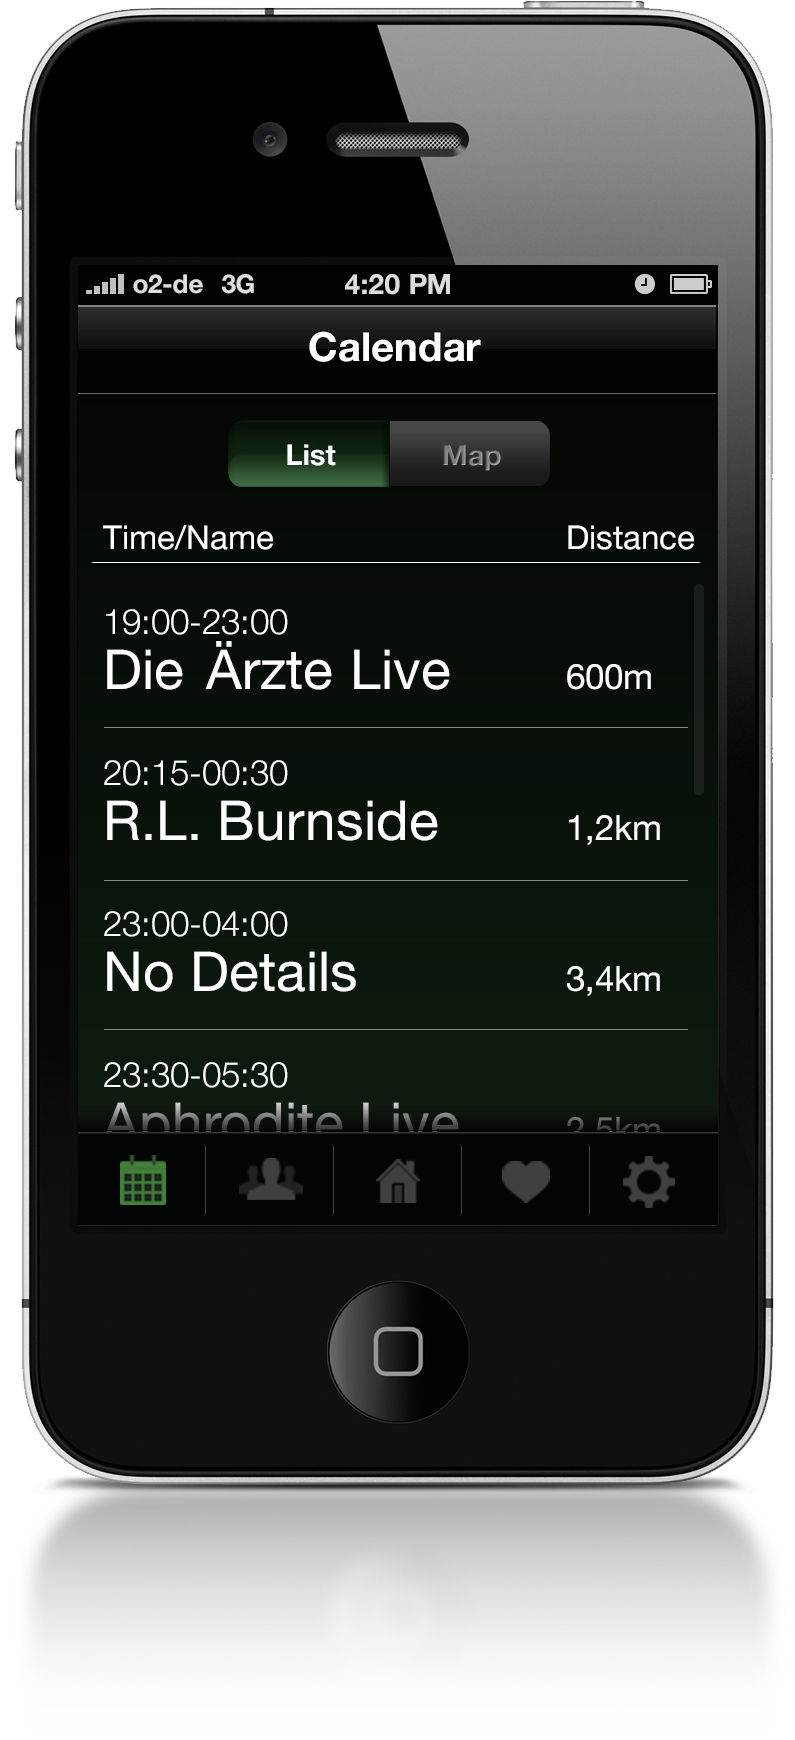 o2-de 3G 4:20 PM
Calendar
List Map
Time/Name Distance
19:00-23:00
Die Ärzte Live 600m
20:15-00:30
R.L. Burnside 1,2km
23:00-04:00
No Details 3,4km
23:30-05:30
Aphrodite Live 2,5km